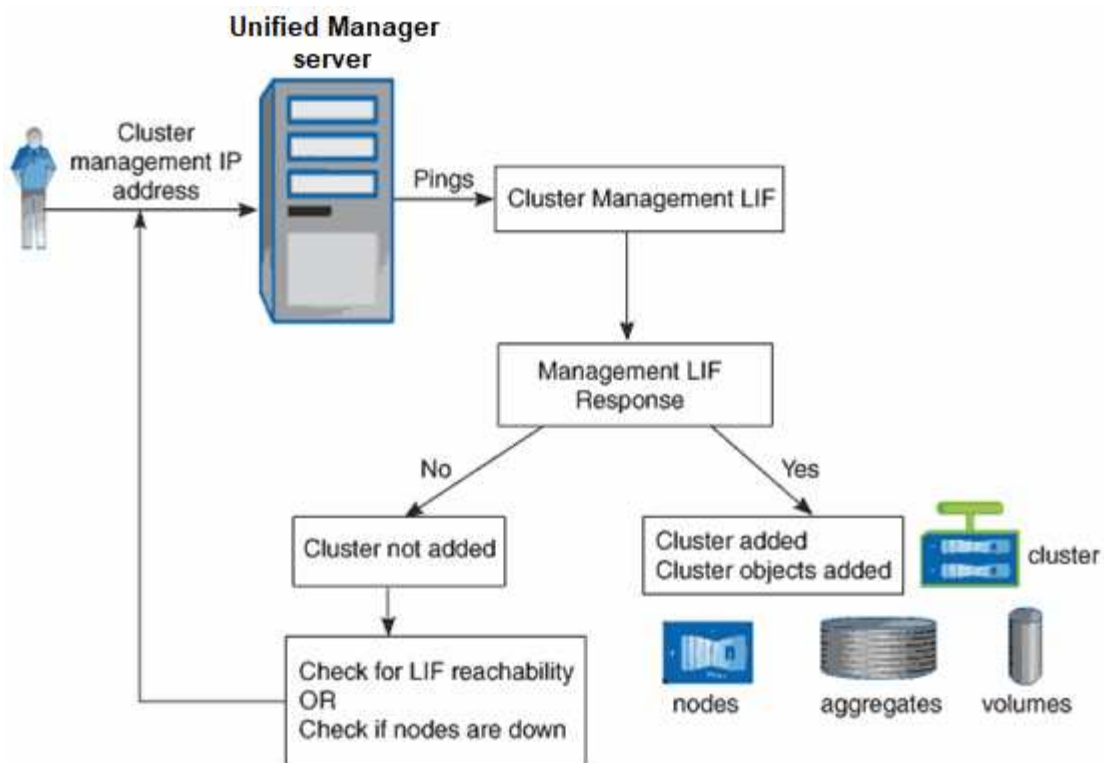 Unified Manager
server
Cluster
management IP
address
Pings
Cluster Management LIF
Management LIF
Response
No
Yes
Cluster not added
Cluster added
Cluster objects added
cluster
Check for LIF reachability
OR
Check if nodes are down
nodes
aggregates
volumes